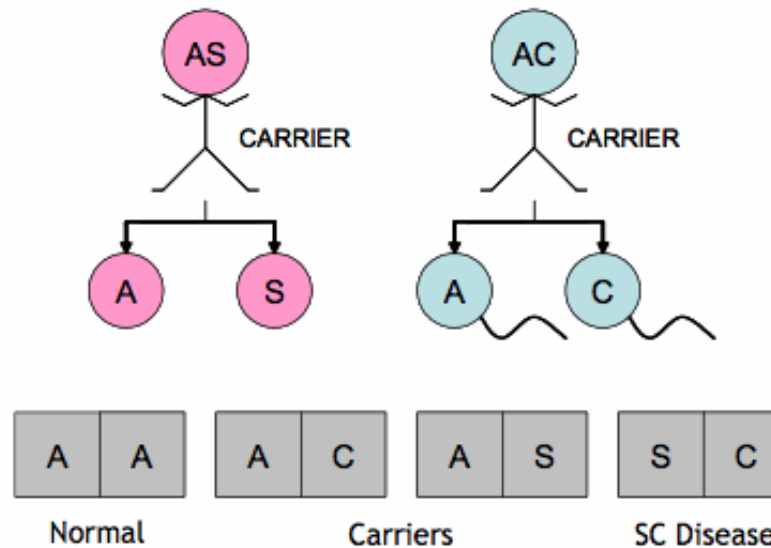 AS AC
CARRIER CARRIER
A S A C
A A A C A S S C
Normal Carriers SC Disease